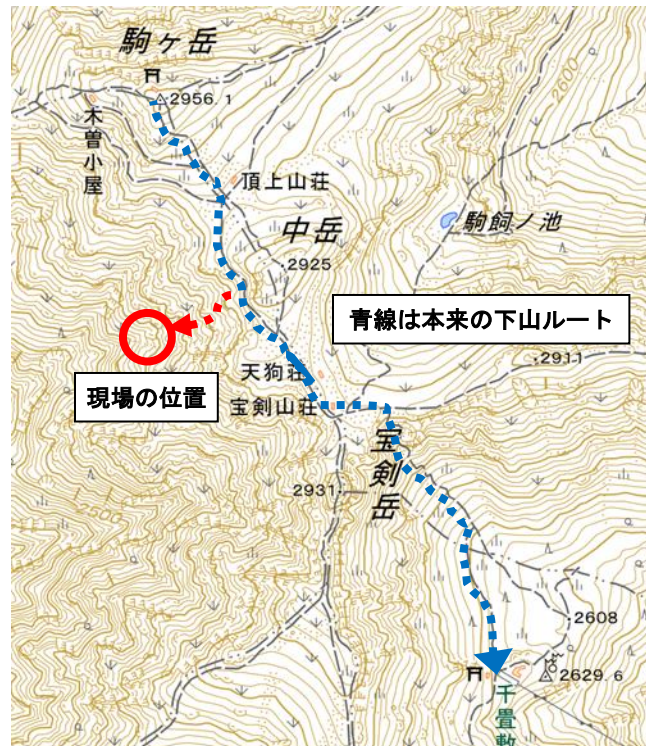 駒ヶ岳
2956.1
木曽小屋
頂上山荘
2600
中岳
駒飼ノ池
2925
青線は本来の下山ルート
2911
天狗荘
現場の位置
宝剣山荘
宝剣岳
2931
2608
2629.6
千畳敷